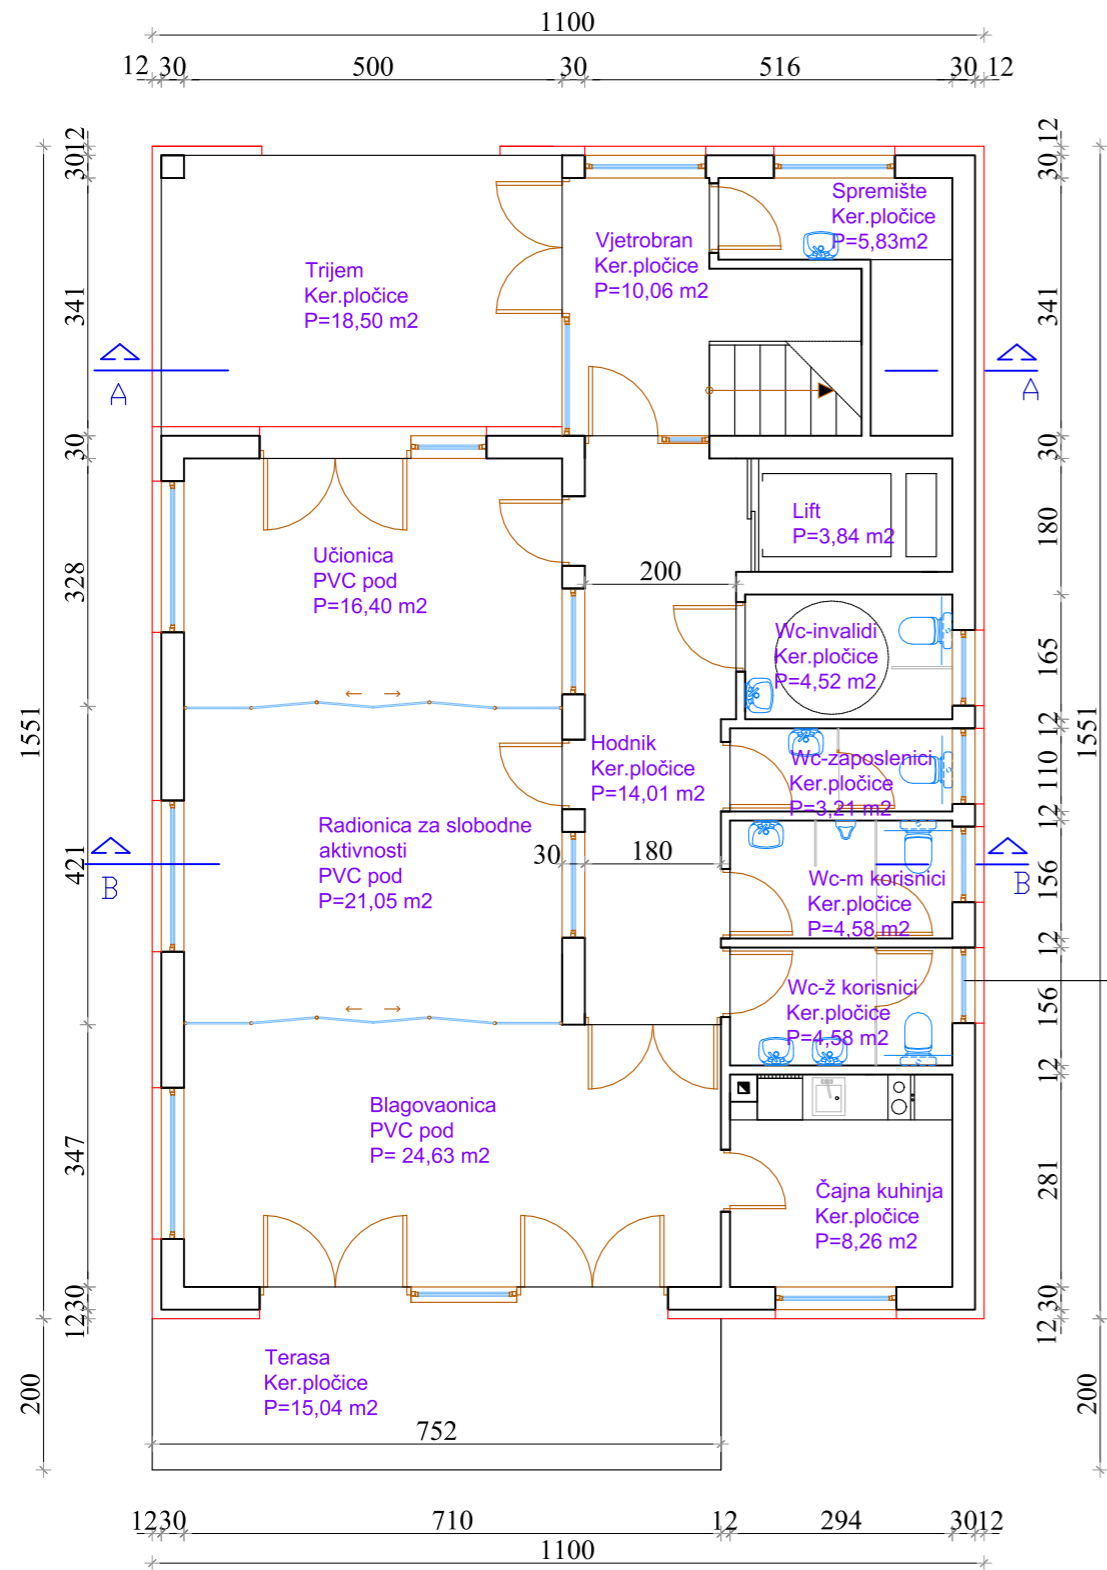 1100
12 30 500 30 516 30 12
12
30
341
30
328
421
347
30
12
1551
200
12
30
341
30
180
165
12
110
12
156
12
156
12
281
30
12
1551
200
Spremište
Ker.pločice
P=5,83m2
Vjetrobran
Ker.pločice
P=10,06 m2
Trijem
Ker.pločice
P=18,50 m2
A
A
Lift
P=3,84 m2
Učionica
PVC pod
P=16,40 m2
200
Wc-invalidi
Ker.pločice
P=4,52 m2
Hodnik
Ker.pločice
P=14,01 m2
Wc-zaposlenici
Ker.pločice
P=3,21 m2
Radionica za slobodne
aktivnosti
PVC pod
P=21,05 m2
30 180
B
B
Wc-m korisnici
Ker.pločice
P=4,58 m2
Wc-ž korisnici
Ker.pločice
P=4,58 m2
Blagovaonica
PVC pod
P= 24,63 m2
Čajna kuhinja
Ker.pločice
P=8,26 m2
Terasa
Ker.pločice
P=15,04 m2
752
12 30 710 12 294 30 12
1100